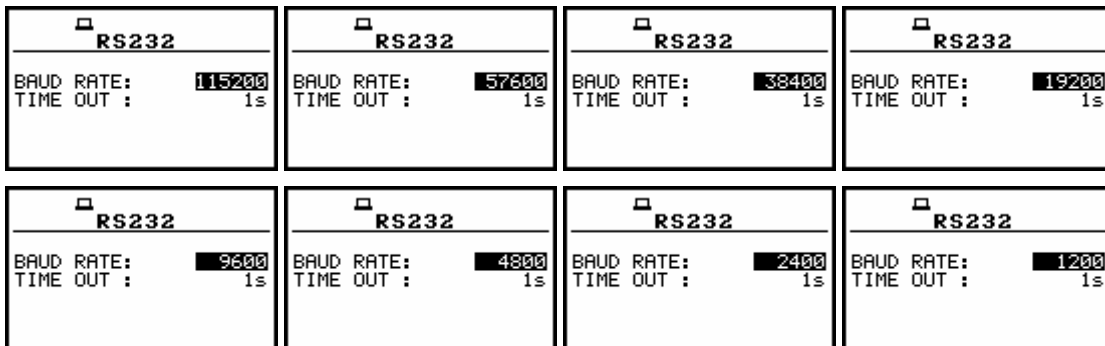 RS232
BAUD RATE: 115200
TIME OUT : 1s
RS232
BAUD RATE: 57600
TIME OUT : 1s
RS232
BAUD RATE: 38400
TIME OUT : 1s
RS232
BAUD RATE: 19200
TIME OUT : 1s
RS232
BAUD RATE: 9600
TIME OUT : 1s
RS232
BAUD RATE: 4800
TIME OUT : 1s
RS232
BAUD RATE: 2400
TIME OUT : 1s
RS232
BAUD RATE: 1200
TIME OUT : 1s